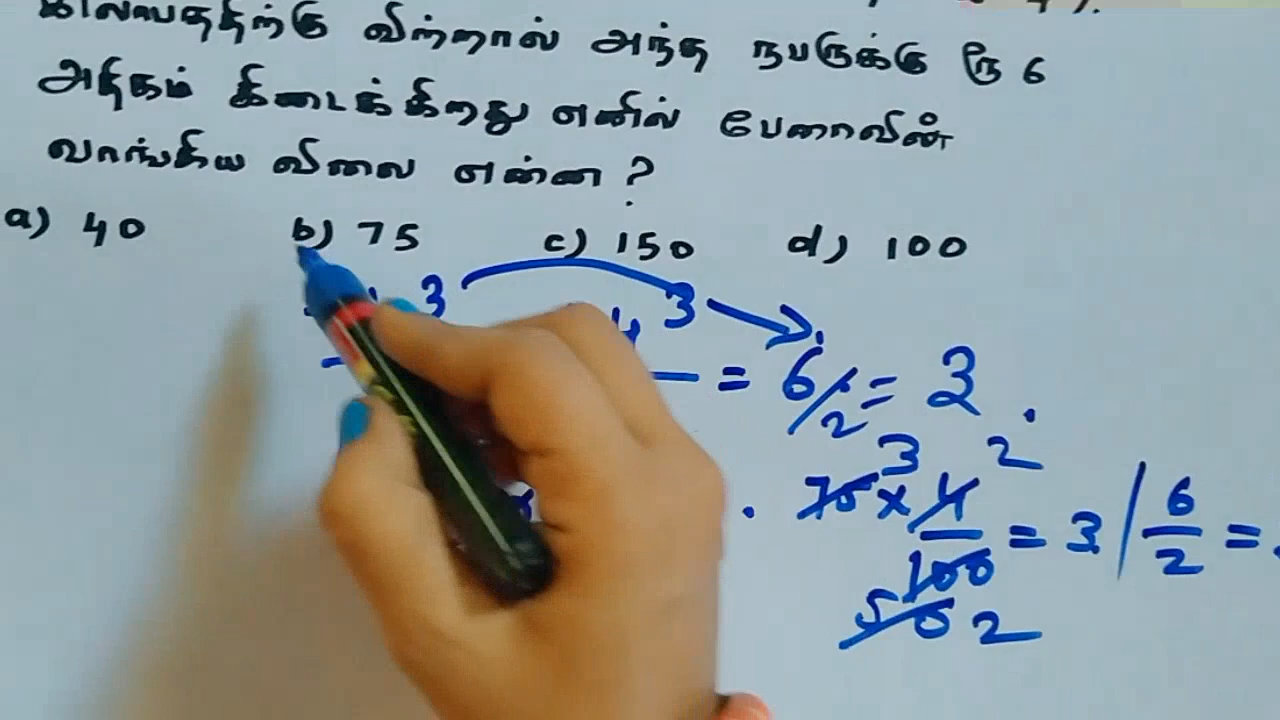 விற்றால் அந்த நபருக்கு ரூ 6
அதிகம் கிடைக்கிறது எனில் பேனாவின்
வாங்கிய விலை என்ன ?
a) 40 b) 75 c) 150 d) 100
3 4 3
= 6/2 = 3
3 2
75 x 4
= 3 | 6
100 2 =
50 2